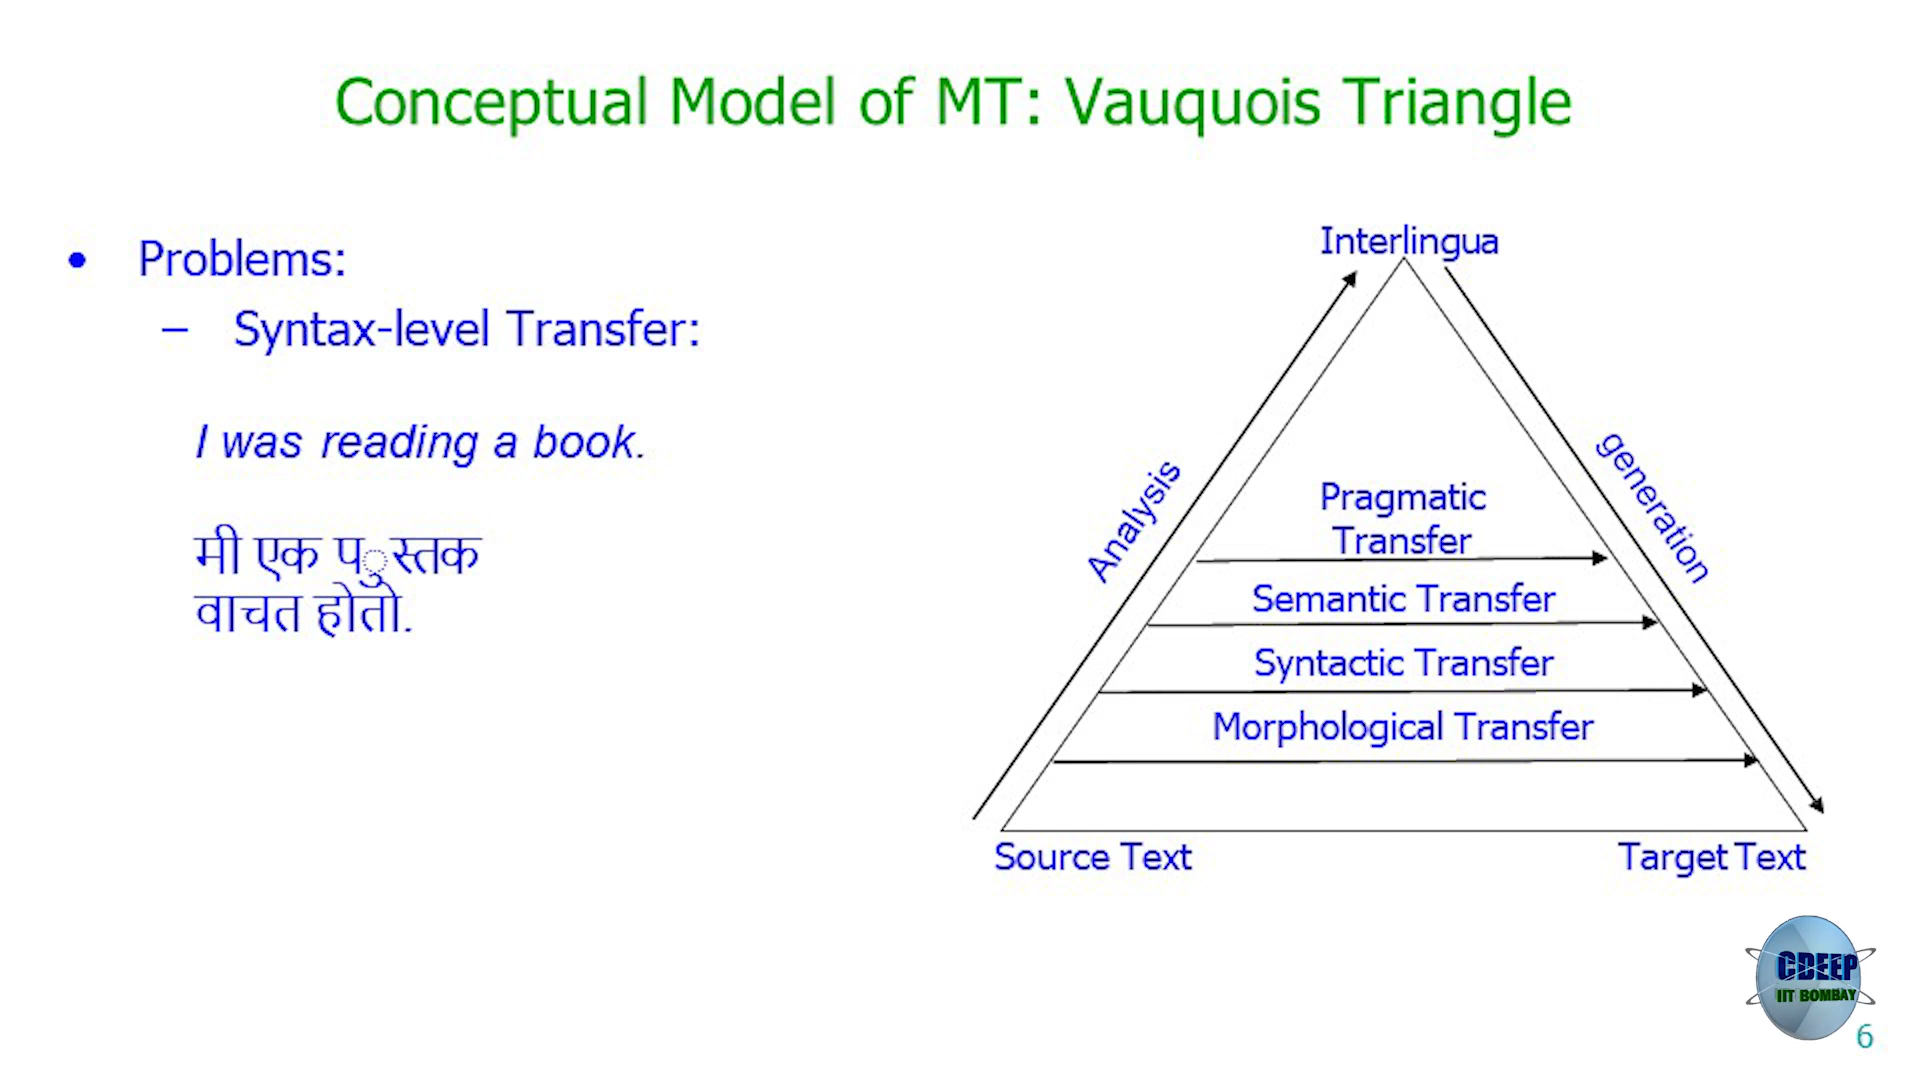 Conceptual Model of MT: Vauquois Triangle
• Problems:
– Syntax-level Transfer:
I was reading a book.
मी एक पुस्तक
वाचत होतो.
Interlingua
Analysis
generation
Pragmatic
Transfer
Semantic Transfer
Syntactic Transfer
Morphological Transfer
Source Text
Target Text
CDEEP
IIT BOMBAY
6